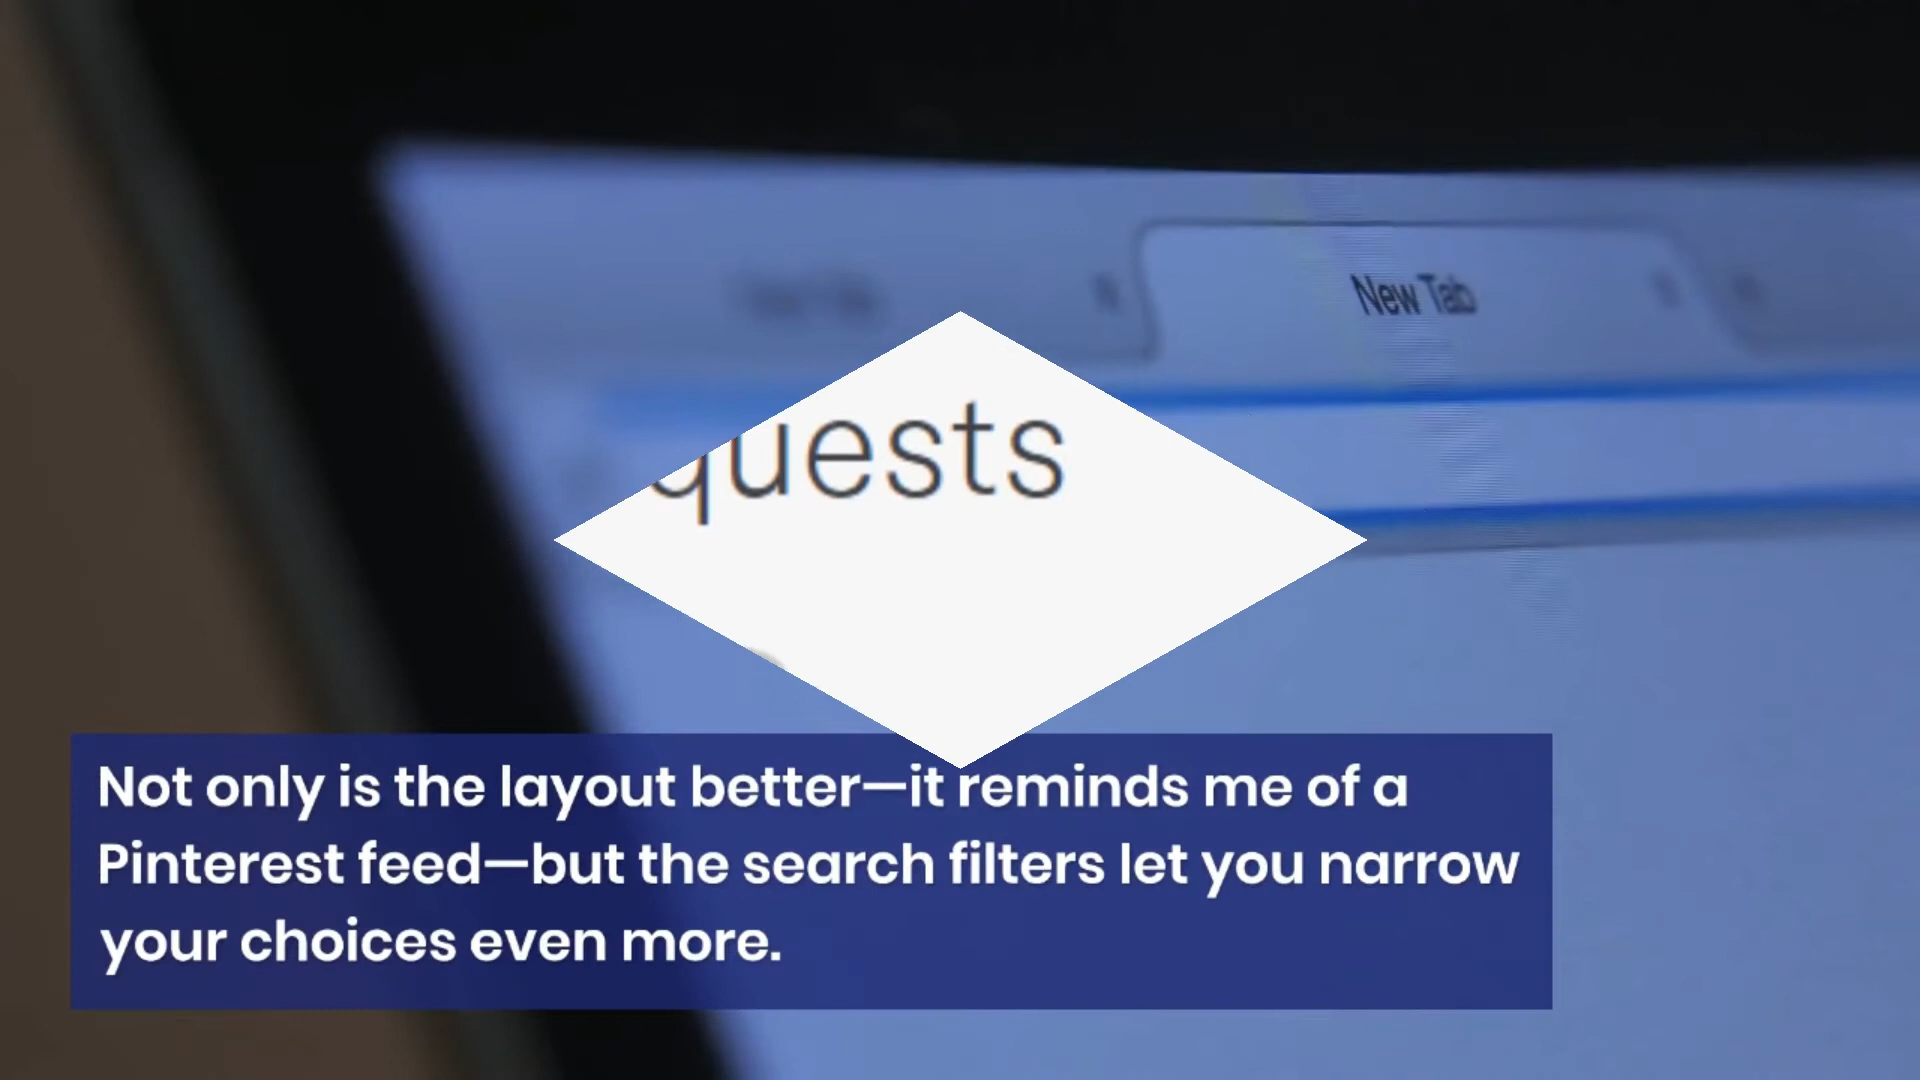 New Tab
quests
Not only is the layout better—it reminds me of a
Pinterest feed—but the search filters let you narrow
your choices even more.